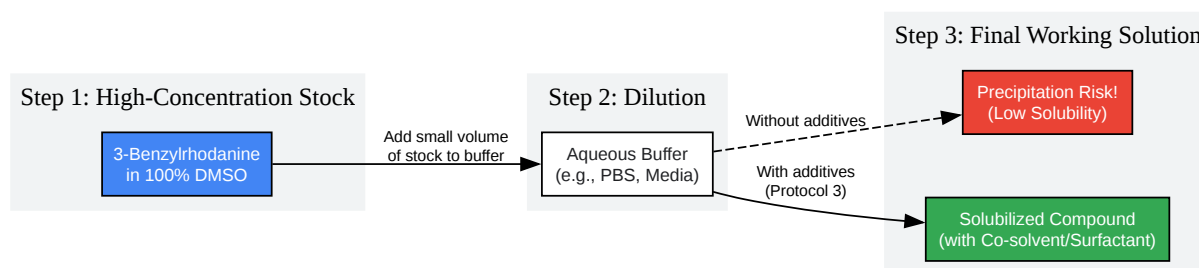 Step 1: High-Concentration Stock
3-Benzylrhodanine
in 100% DMSO
Add small volume
of stock to buffer
Step 2: Dilution
Aqueous Buffer
(e.g., PBS, Media)
Without additives
With additives
(Protocol 3)
Step 3: Final Working Solution
Precipitation Risk!
(Low Solubility)
Solubilized Compound
(with Co-solvent/Surfactant)